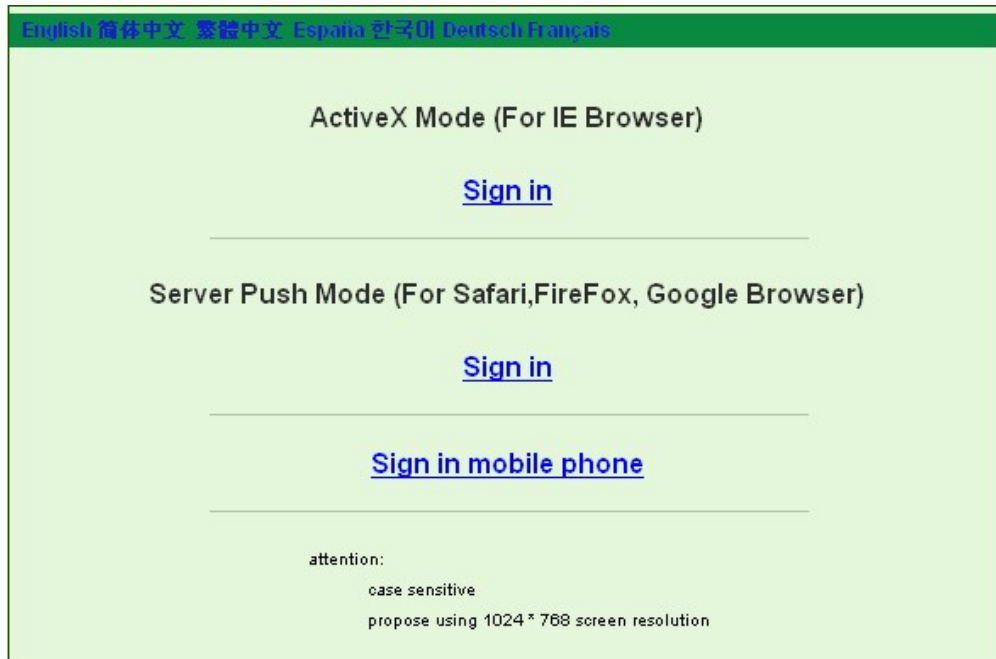 English 简体中文 繁體中文 España 한국어 Deutsch Français
ActiveX Mode (For IE Browser)
Sign in
Server Push Mode (For Safari,FireFox, Google Browser)
Sign in
Sign in mobile phone
attention:
case sensitive
propose using 1024 * 768 screen resolution